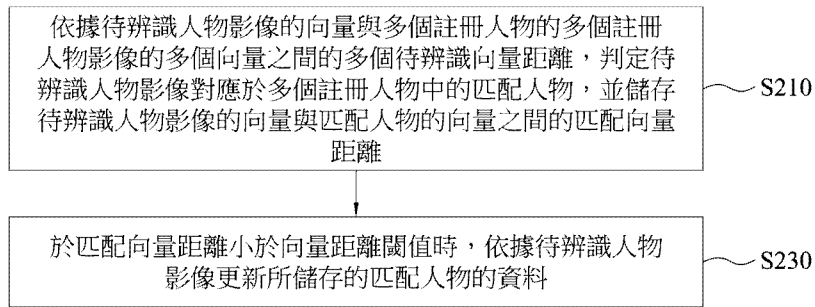 依據待辨識人物影像的向量與多個註冊人物的多個註冊
人物影像的多個向量之間的多個待辨識向量距離，判定待
辨識人物影像對應於多個註冊人物中的匹配人物，並儲存
待辨識人物影像的向量與匹配人物的向量之間的匹配向量
距離
S210
於匹配向量距離小於向量距離閾值時，依據待辨識人物
影像更新所儲存的匹配人物的資料
S230